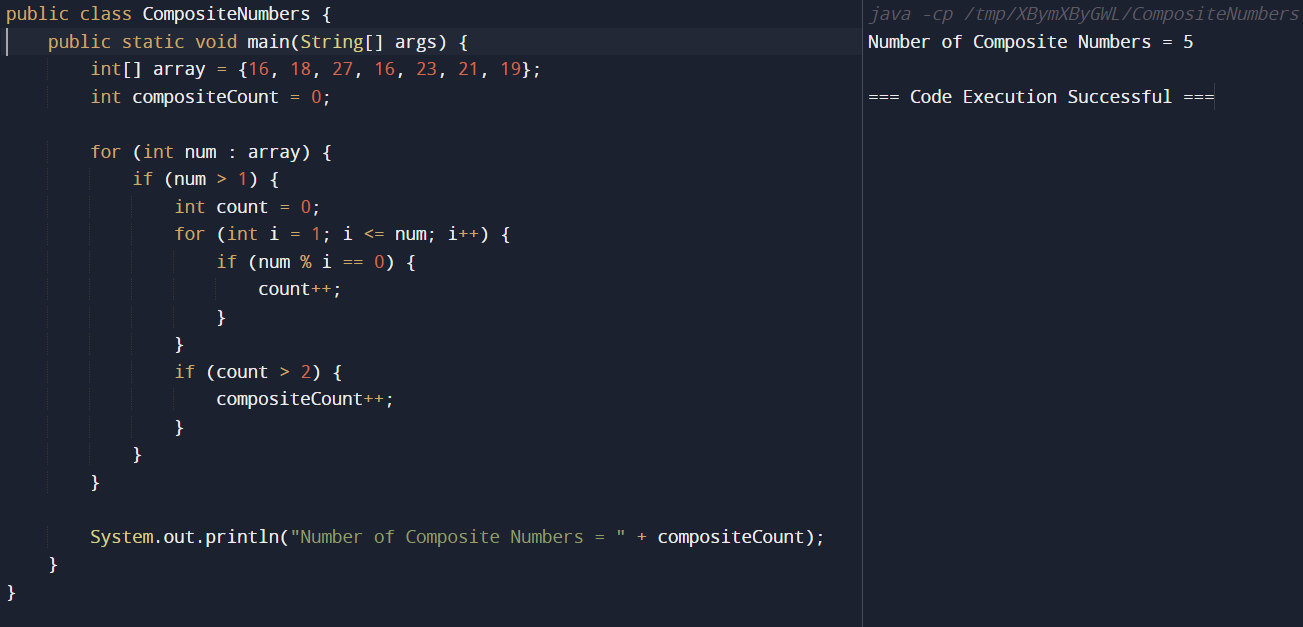 public class CompositeNumbers {
    public static void main(String[] args) {
        int[] array = {16, 18, 27, 16, 23, 21, 19};
        int compositeCount = 0;

        for (int num : array) {
            if (num > 1) {
                int count = 0;
                for (int i = 1; i <= num; i++) {
                    if (num % i == 0) {
                        count++;
                    }
                }
                if (count > 2) {
                    compositeCount++;
                }
            }
        }

        System.out.println("Number of Composite Numbers = " + compositeCount);
    }
}
java -cp /tmp/XBymXByGWL/CompositeNumbers
Number of Composite Numbers = 5

=== Code Execution Successful ===